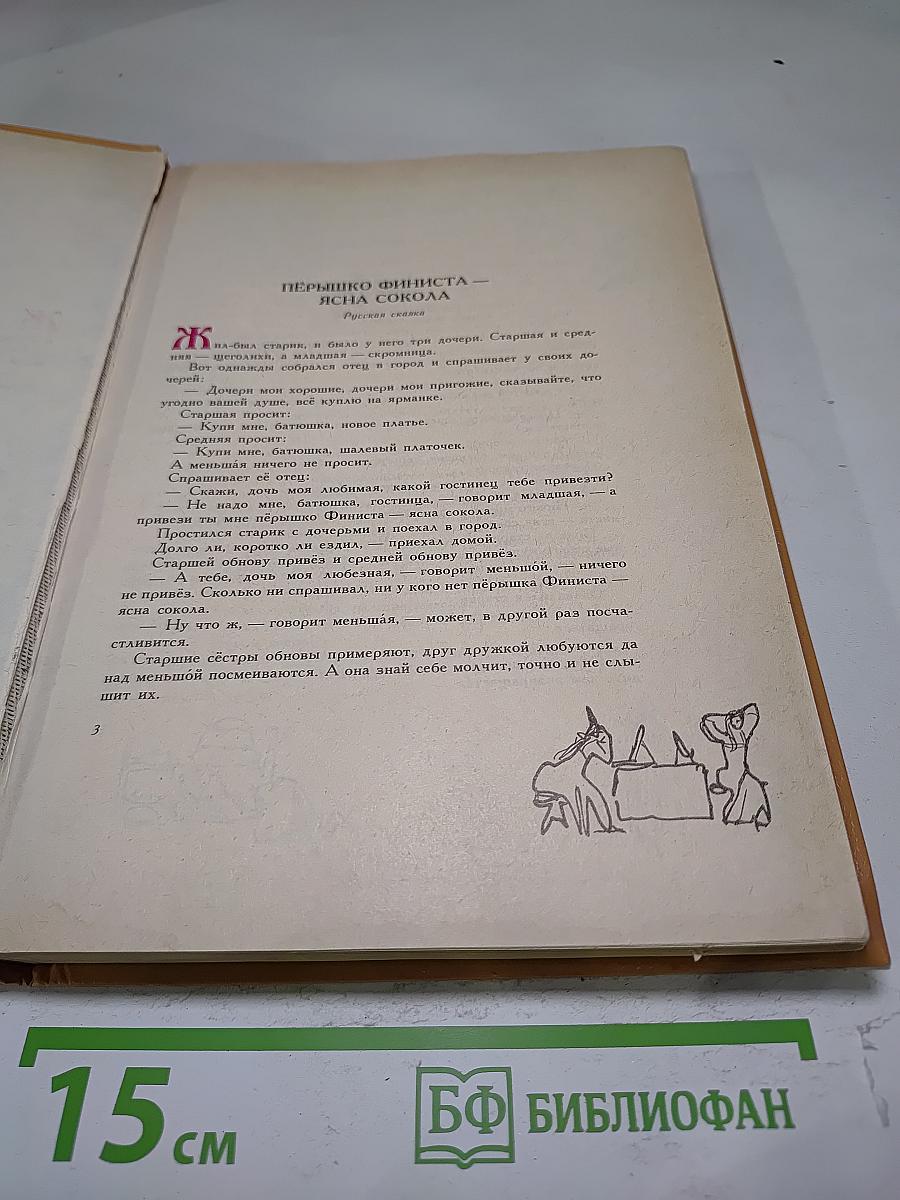 ПЁРЫШКО ФИНИСТА —
ЯСНА СОКОЛА
Русская сказка
Жил-был старик, и было у него три дочери. Старшая и сред-
няя — щеголихи, а младшая — скромница.
Вот однажды собрался отец в город и спрашивает у своих до-
черей:
— Дочери мои хорошие, дочери мои пригожие, сказывайте, что
угодно вашей душе, всё куплю на ярманке.
Старшая просит:
— Купи мне, батюшка, новое платье.
Средняя просит:
— Купи мне, батюшка, шалевый платочек.
А меньша́я ничего не просит.
Спрашивает её отец:
— Скажи, дочь моя любимая, какой гостинец тебе привезти?
— Не надо мне, батюшка, гостинца, — говорит младшая, — а
привези ты мне пёрышко Финиста — ясна сокола.
Простился старик с дочерьми и поехал в город.
Долго ли, коротко ли ездил, — приехал домой.
Старшей обнову привёз и средней обнову привёз.
— А тебе, дочь моя любезная, — говорит меньшо́й, — ничего
не привёз. Сколько ни спрашивал, ни у кого нет пёрышка Финиста —
ясна сокола.
— Ну что ж, — говорит меньша́я, — может, в другой раз посча-
стливится.
Старшие сёстры обновы примеряют, друг дружкой любуются да
над меньшо́й посмеиваются. А она знай себе молчит, точно и не слы-
шит их.
3
15 см
БФ БИБЛИОФАН